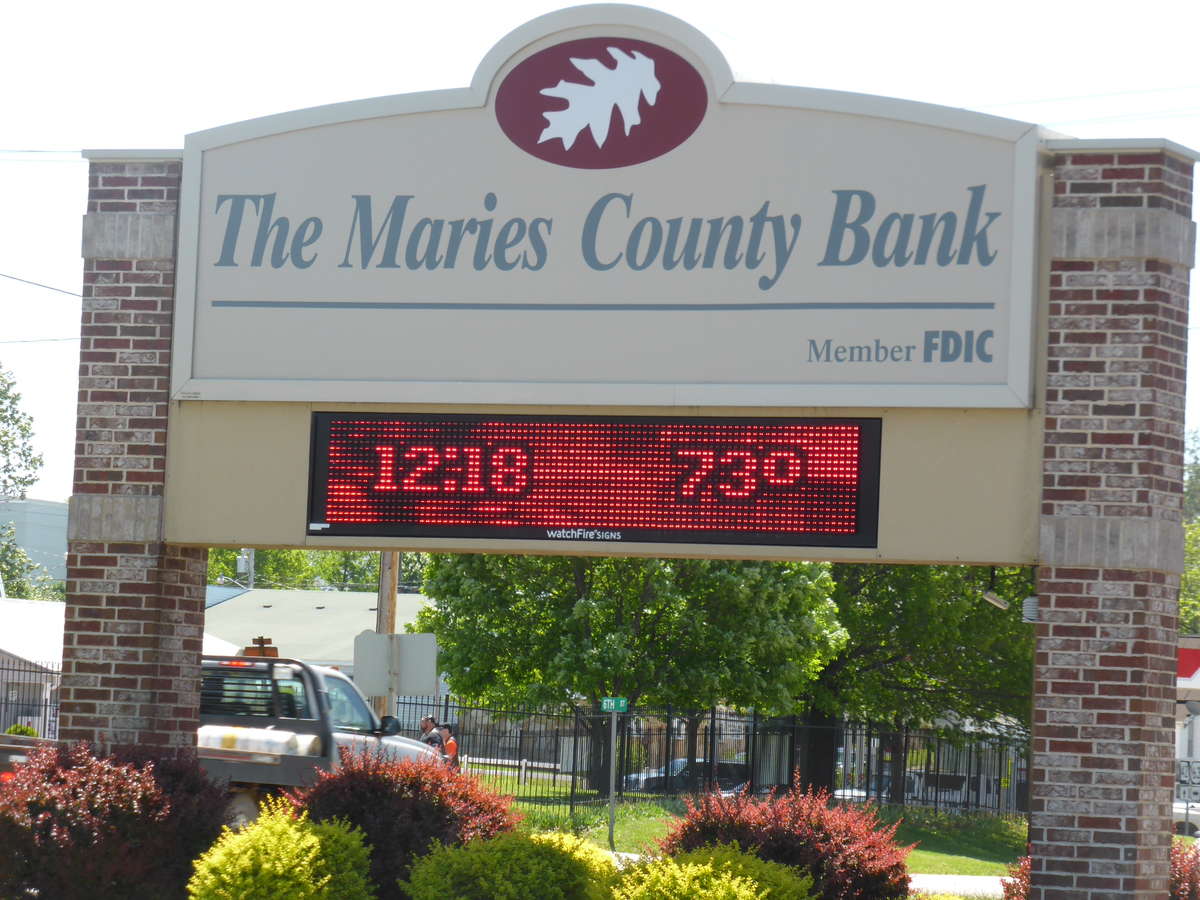 The Maries County Bank
Member FDIC
12:18 73°
watchFire SIGNS
6TH ST